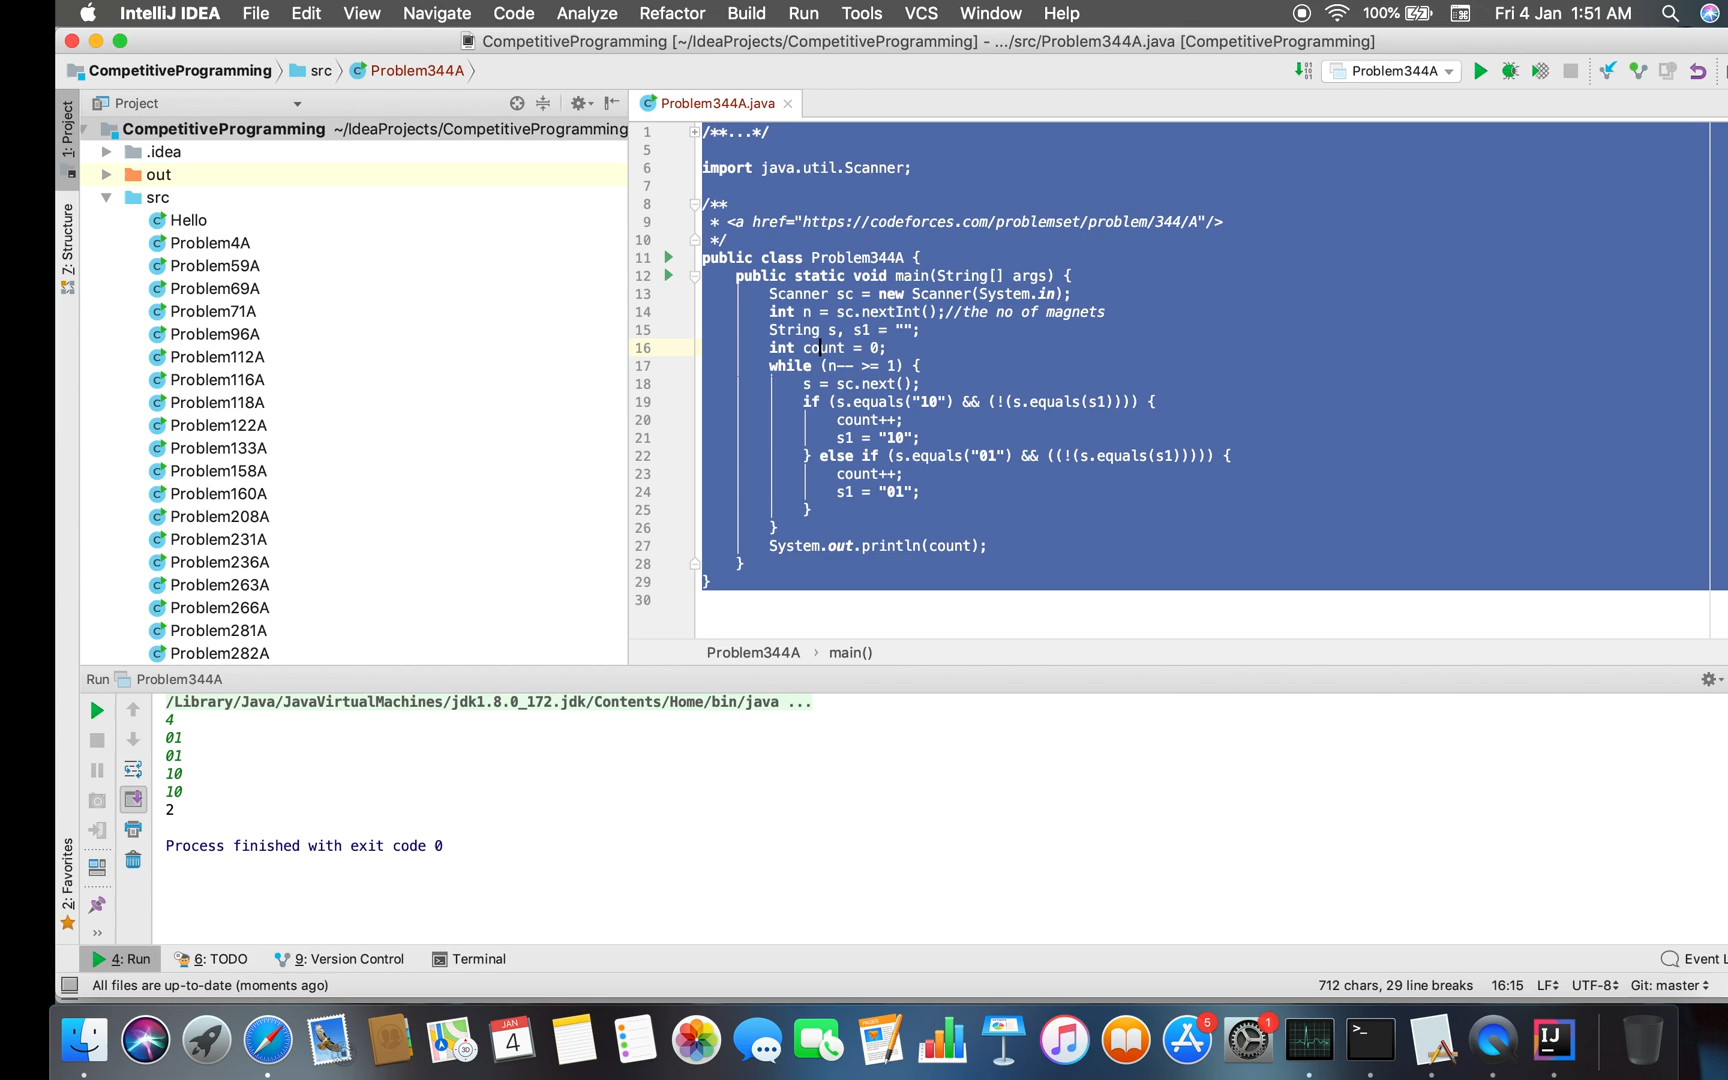 IntelliJ IDEA File Edit View Navigate Code Analyze Refactor Build Run Tools VCS Window Help 100% Fri 4 Jan 1:51 AM
CompetitiveProgramming [~/IdeaProjects/CompetitiveProgramming] - .../src/Problem344A.java [CompetitiveProgramming]
CompetitiveProgramming src Problem344A Problem344A
1: Project
Z: Structure
2: Favorites
Project
CompetitiveProgramming ~/IdeaProjects/CompetitiveProgramming
.idea
out
src
Hello
Problem4A
Problem59A
Problem69A
Problem71A
Problem96A
Problem112A
Problem116A
Problem118A
Problem122A
Problem133A
Problem158A
Problem160A
Problem208A
Problem231A
Problem236A
Problem263A
Problem266A
Problem281A
Problem282A
Problem344A.java
1 /**...*/
5
6 import java.util.Scanner;
7
8 /**
9 * <a href="https://codeforces.com/problemset/problem/344/A"/>
10 */
11 public class Problem344A {
12 public static void main(String[] args) {
13 Scanner sc = new Scanner(System.in);
14 int n = sc.nextInt();//the no of magnets
15 String s, s1 = "";
16 int count = 0;
17 while (n-- >= 1) {
18 s = sc.next();
19 if (s.equals("10") && (!(s.equals(s1)))) {
20 count++;
21 s1 = "10";
22 } else if (s.equals("01") && ((!(s.equals(s1))))) {
23 count++;
24 s1 = "01";
25 }
26 }
27 System.out.println(count);
28 }
29 }
30
Problem344A › main()
Run Problem344A
/Library/Java/JavaVirtualMachines/jdk1.8.0_172.jdk/Contents/Home/bin/java ...
4
01
01
10
10
2
Process finished with exit code 0
4: Run 6: TODO 9: Version Control Terminal Event L
All files are up-to-date (moments ago) 712 chars, 29 line breaks 16:15 LF UTF-8 Git: master
JAN
4
3D
5
1
>_
IJ